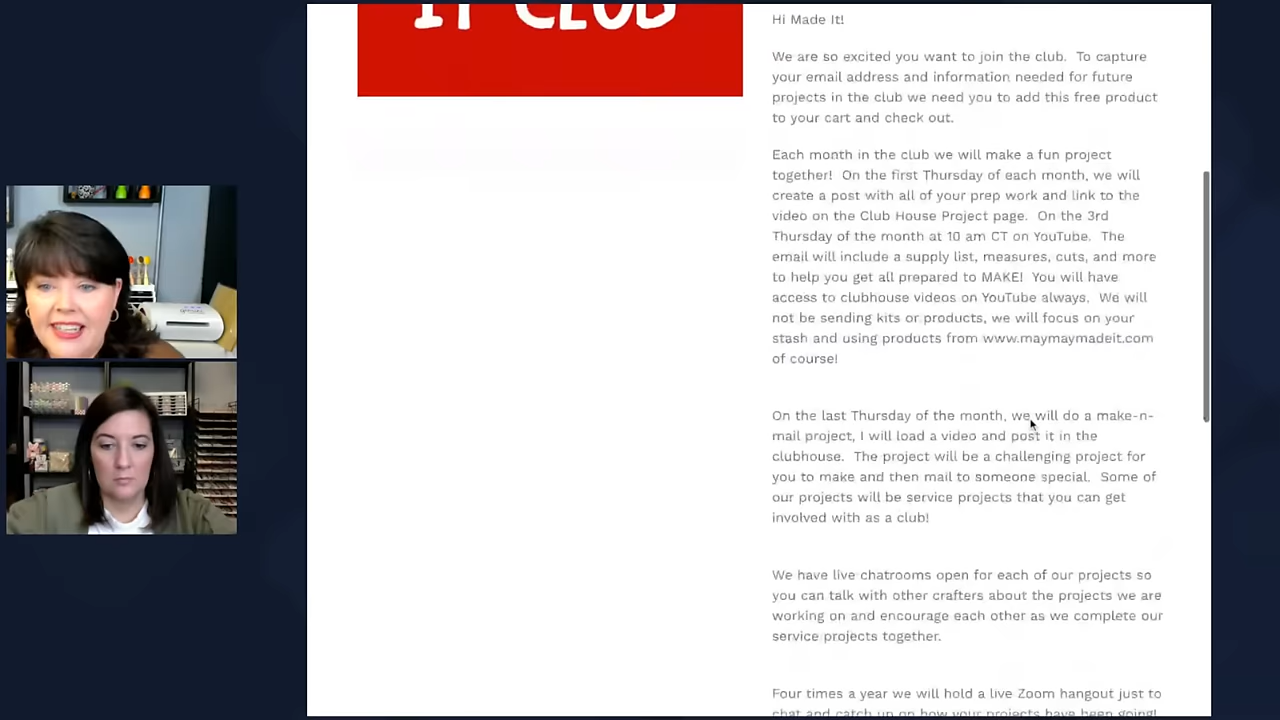 IT CLUB
Hi Made It!
We are so excited you want to join the club. To capture
your email address and information needed for future
projects in the club we need you to add this free product
to your cart and check out.
Each month in the club we will make a fun project
together! On the first Thursday of each month, we will
create a post with all of your prep work and link to the
video on the Club House Project page. On the 3rd
Thursday of the month at 10 am CT on YouTube. The
email will include a supply list, measures, cuts, and more
to help you get all prepared to MAKE! You will have
access to clubhouse videos on YouTube always. We will
not be sending kits or products, we will focus on your
stash and using products from www.maymaymadeit.com
of course!
On the last Thursday of the month, we will do a make-n-
mail project, I will load a video and post it in the
clubhouse. The project will be a challenging project for
you to make and then mail to someone special. Some of
our projects will be service projects that you can get
involved with as a club!
We have live chatrooms open for each of our projects so
you can talk with other crafters about the projects we are
working on and encourage each other as we complete our
service projects together.
Four times a year we will hold a live Zoom hangout just to
chat and catch up on how your projects have been going!